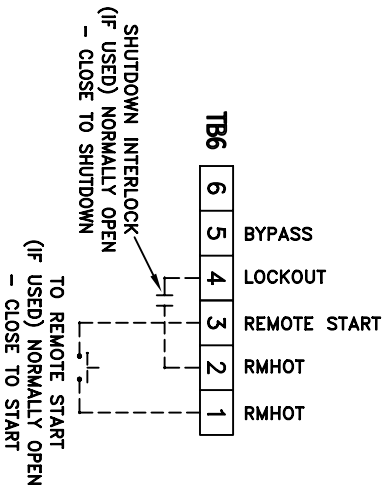 SHUTDOWN INTERLOCK
(IF USED) NORMALLY OPEN
- CLOSE TO SHUTDOWN
TB6
6
5 BYPASS
4 LOCKOUT
3 REMOTE START
2 RMHOT
1 RMHOT
TO REMOTE START
(IF USED) NORMALLY OPEN
- CLOSE TO START